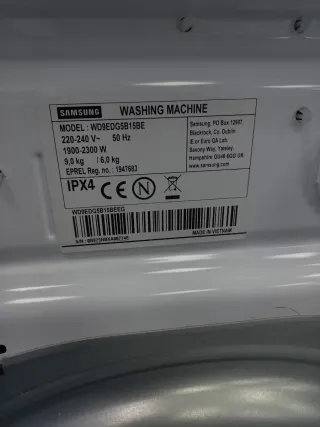 SAMSUNG WASHING MACHINE
MODEL : WD9EDG5B15BE
220-240 V~ 50 Hz
1900-2300 W
9,0 kg / 6,0 kg
EPREL Reg. no. : 1947683
IPX4 CE N
Samsung, PO Box 12987,
Blackrock, Co. Dublin.
IE or Euro QA Lab.
Saxony Way, Yateley,
Hampshire GU46 6GG UK
www.samsung.com
WD9EDG5B15BEEG
MADE IN VIETNAM